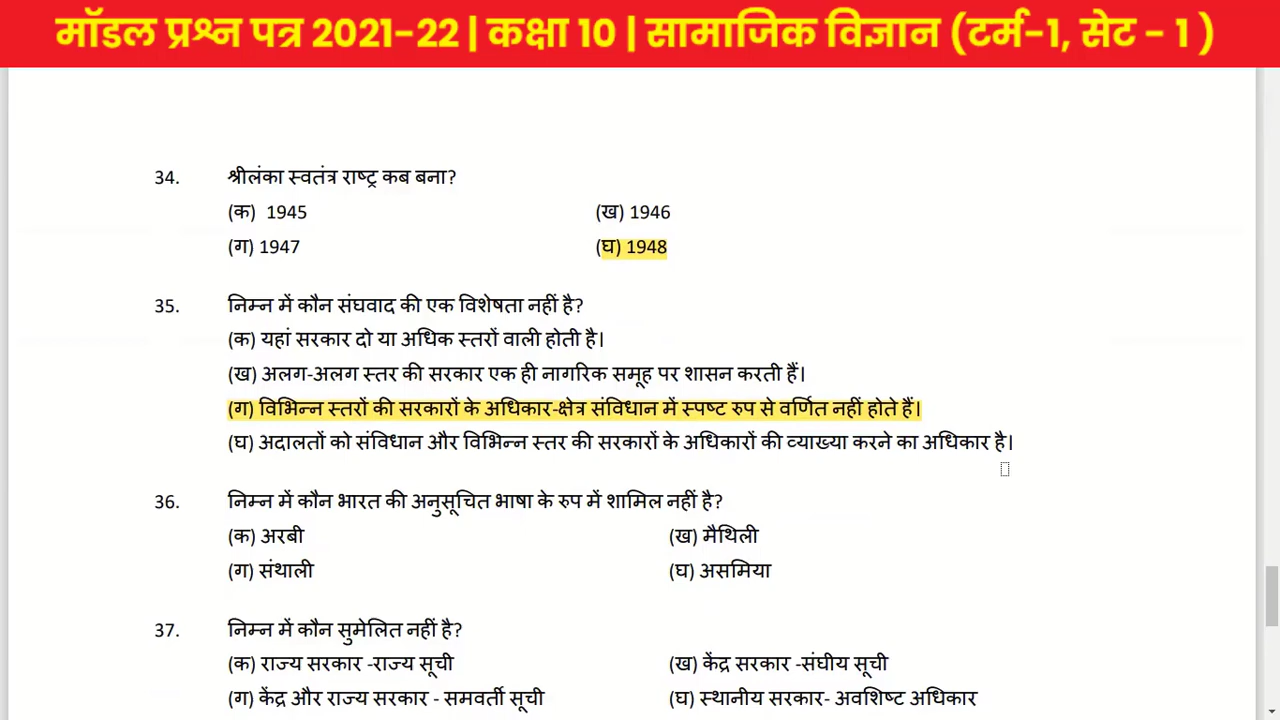 मॉडल प्रश्न पत्र 2021-22 | कक्षा 10 | सामाजिक विज्ञान (टर्म-1, सेट - 1 )
34. श्रीलंका स्वतंत्र राष्ट्र कब बना?
(क) 1945 (ख) 1946
(ग) 1947 (घ) 1948
35. निम्न में कौन संघवाद की एक विशेषता नहीं है?
(क) यहां सरकार दो या अधिक स्तरों वाली होती है।
(ख) अलग-अलग स्तर की सरकार एक ही नागरिक समूह पर शासन करती हैं।
(ग) विभिन्न स्तरों की सरकारों के अधिकार-क्षेत्र संविधान में स्पष्ट रुप से वर्णित नहीं होते हैं।
(घ) अदालतों को संविधान और विभिन्न स्तर की सरकारों के अधिकारों की व्याख्या करने का अधिकार है।
36. निम्न में कौन भारत की अनुसूचित भाषा के रुप में शामिल नहीं है?
(क) अरबी (ख) मैथिली
(ग) संथाली (घ) असमिया
37. निम्न में कौन सुमेलित नहीं है?
(क) राज्य सरकार -राज्य सूची (ख) केंद्र सरकार -संघीय सूची
(ग) केंद्र और राज्य सरकार - समवर्ती सूची (घ) स्थानीय सरकार- अवशिष्ट अधिकार